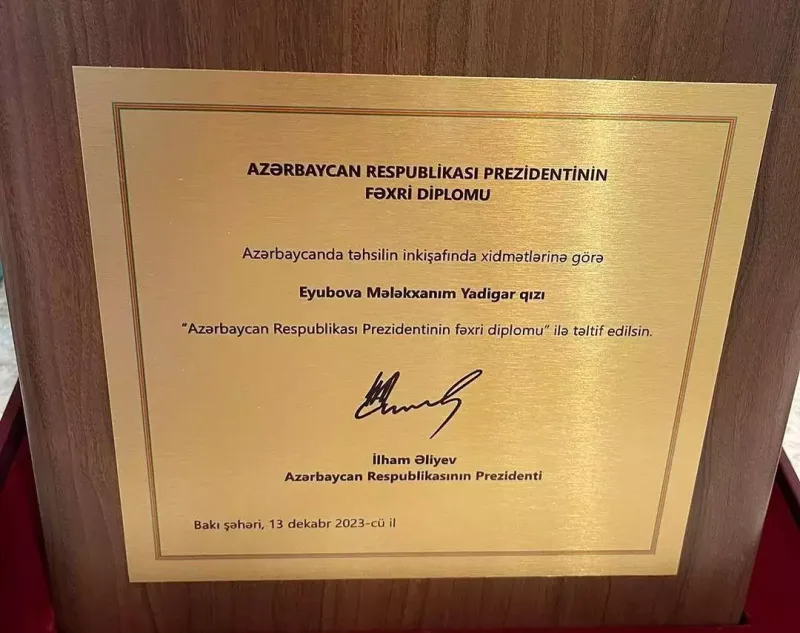 AZƏRBAYCAN RESPUBLİKASI PREZİDENTİNİN
FƏXRİ DİPLOMU
Azərbaycanda təhsilin inkişafında xidmətlərinə görə
Eyubova Mələkxanım Yadigar qızı
"Azərbaycan Respublikası Prezidentinin fəxri diplomu" ilə təltif edilsin.
İlham Əliyev
Azərbaycan Respublikasının Prezidenti
Bakı şəhəri, 13 dekabr 2023-cü il